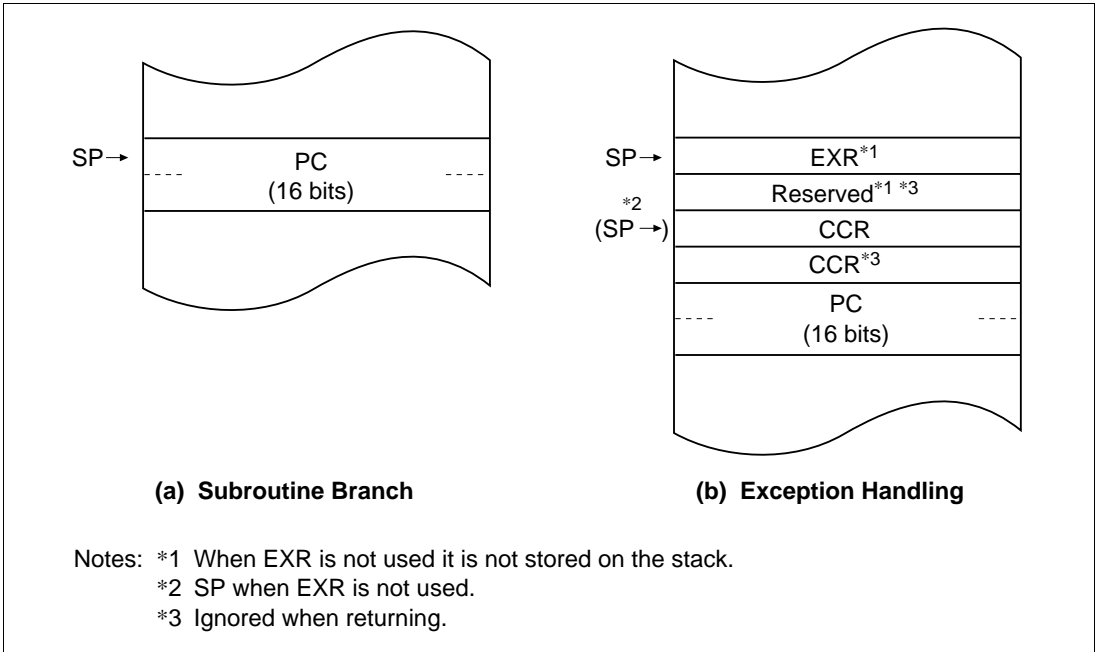 SP→
PC
(16 bits)
(a) Subroutine Branch
SP→
EXR*1
Reserved*1 *3
*2
(SP→)
CCR
CCR*3
PC
(16 bits)
(b) Exception Handling
Notes: *1 When EXR is not used it is not stored on the stack.
*2 SP when EXR is not used.
*3 Ignored when returning.